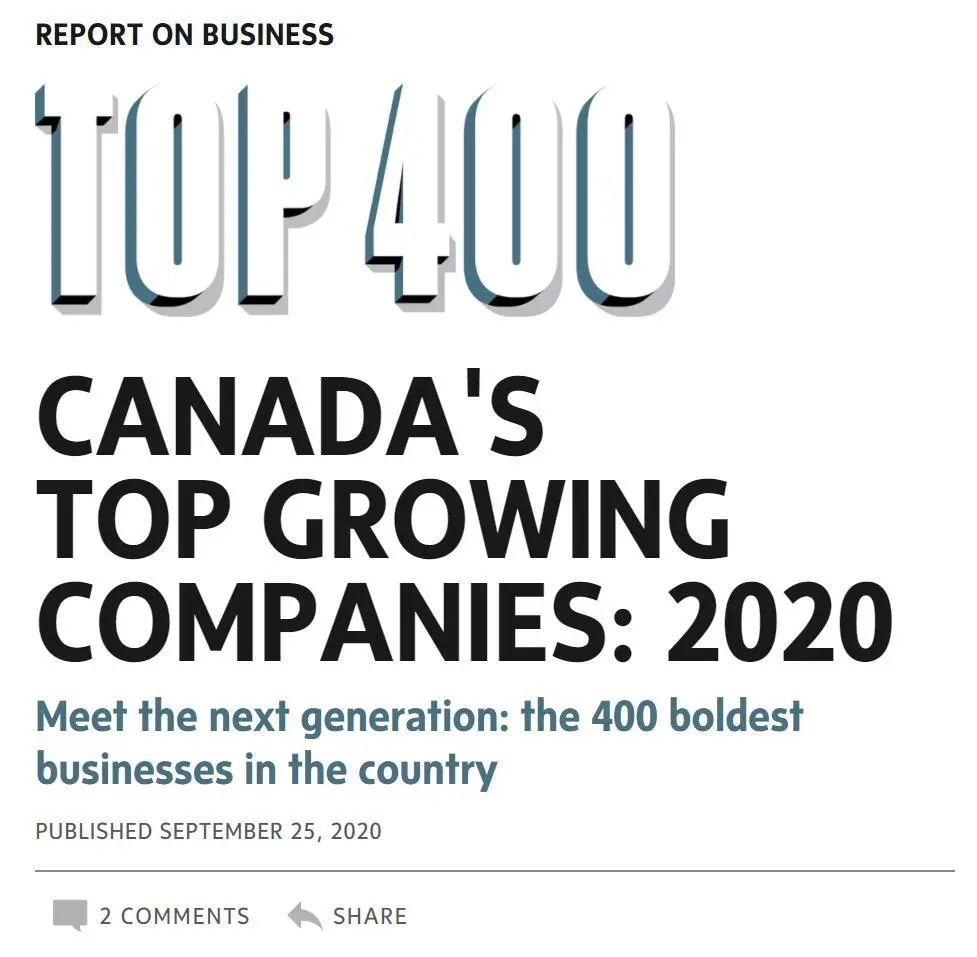 REPORT ON BUSINESS
TOP 400
CANADA'S
TOP GROWING
COMPANIES: 2020
Meet the next generation: the 400 boldest
businesses in the country
PUBLISHED SEPTEMBER 25, 2020
2 COMMENTS SHARE